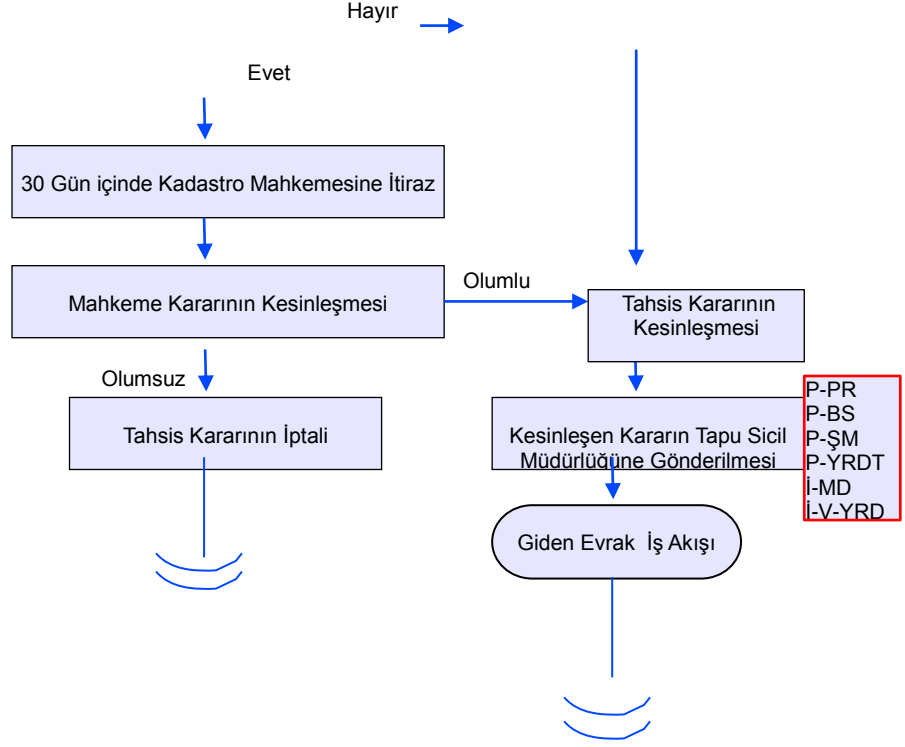 Hayır
Evet
30 Gün içinde Kadastro Mahkemesine İtiraz
Mahkeme Kararının Kesinleşmesi
Olumlu
Tahsis Kararının
Kesinleşmesi
Olumsuz
Tahsis Kararının İptali
Kesinleşen Kararın Tapu Sicil
Müdürlüğüne Gönderilmesi
P-PR
P-BS
P-ŞM
P-YRDT
İ-MD
İ-V-YRD
Giden Evrak İş Akışı